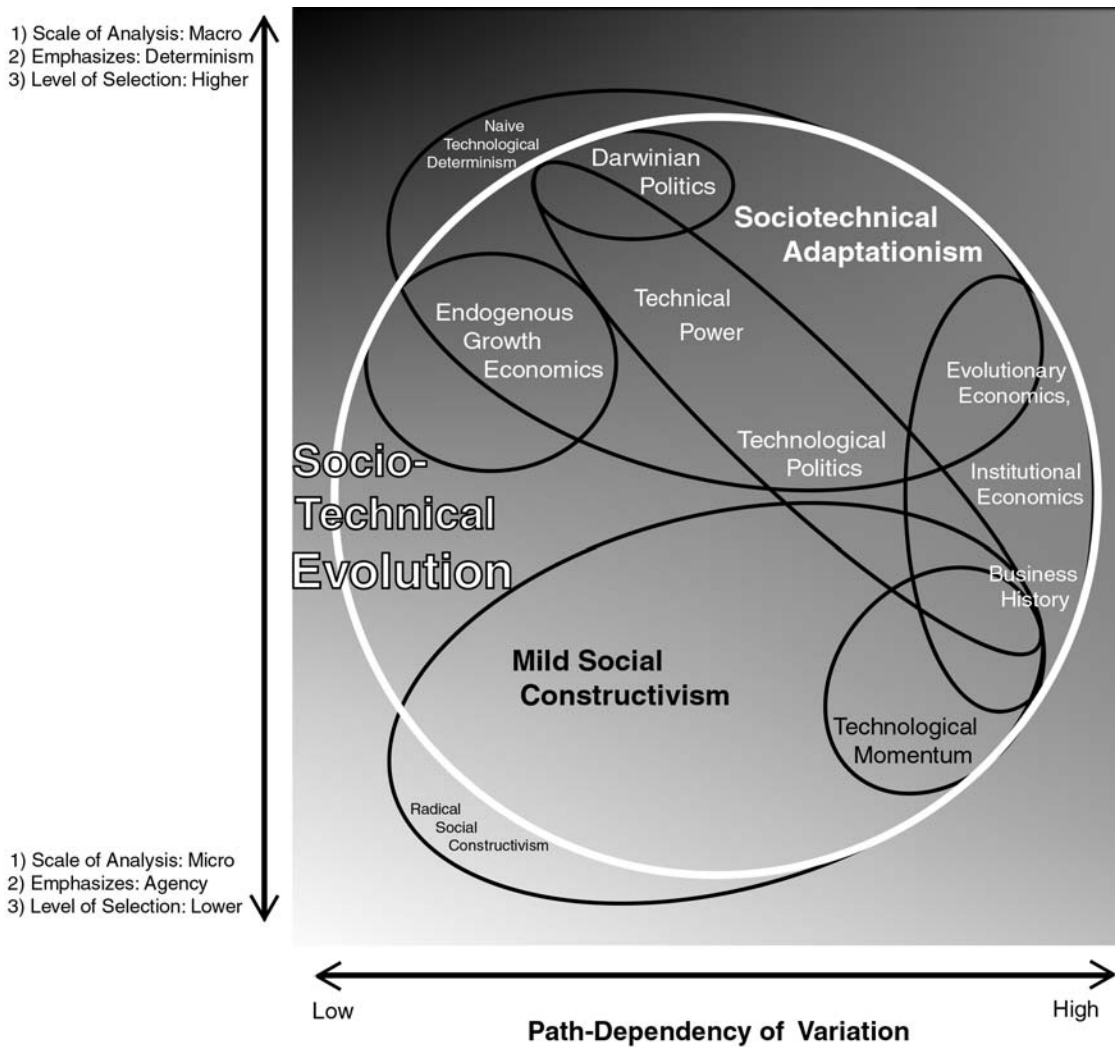 1) Scale of Analysis: Macro
2) Emphasizes: Determinism
3) Level of Selection: Higher
Naive
Technological
Determinism
Darwinian
Politics
Sociotechnical
Adaptationism
Technical
Power
Endogenous
Growth
Economics
Evolutionary
Economics,
Technological
Politics
Institutional
Economics
Socio-
Technical
Evolution
Business
History
Mild Social
Constructivism
Technological
Momentum
Radical
Social
Constructivism
1) Scale of Analysis: Micro
2) Emphasizes: Agency
3) Level of Selection: Lower
Low
High
Path-Dependency of Variation